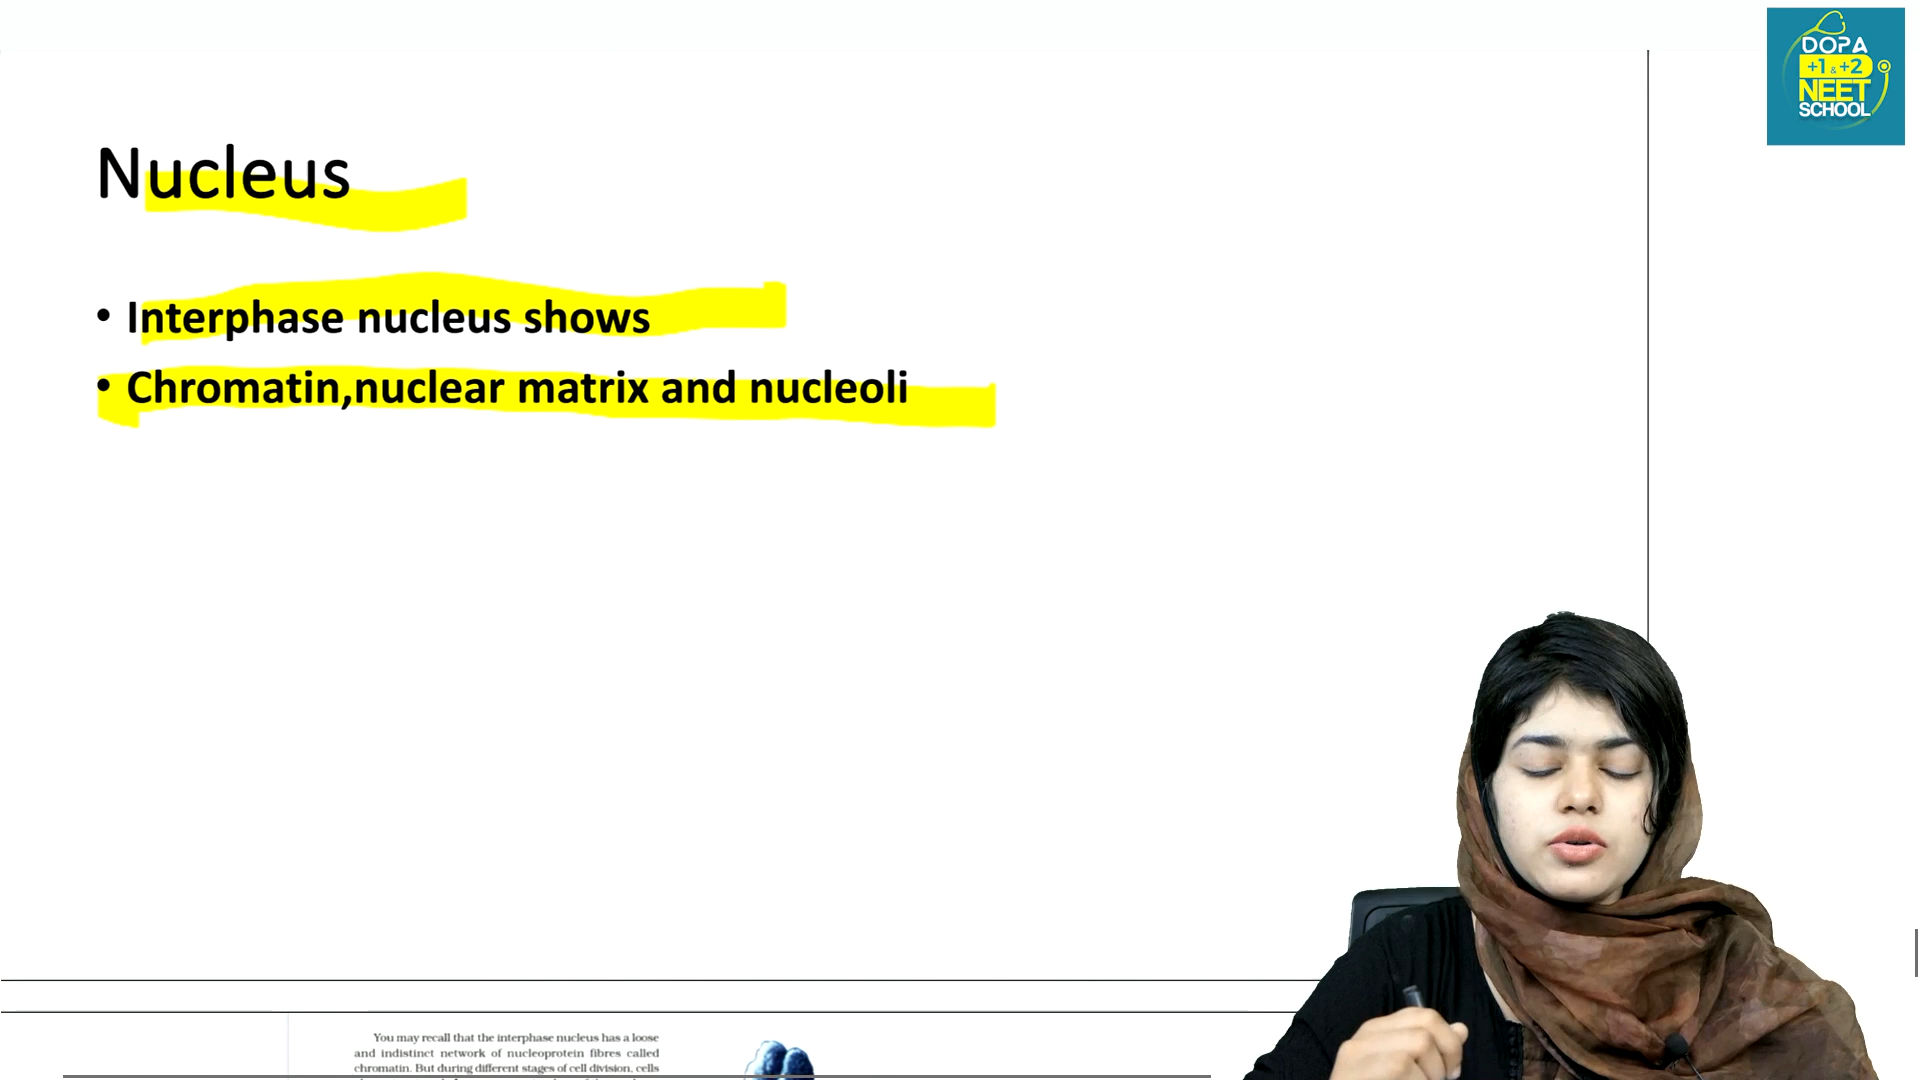 DOPA
+1 & +2
NEET
SCHOOL
Nucleus
• Interphase nucleus shows
• Chromatin,nuclear matrix and nucleoli
You may recall that the interphase nucleus has a loose
and indistinct network of nucleoprotein fibres called
chromatin. But during different stages of cell division, cells